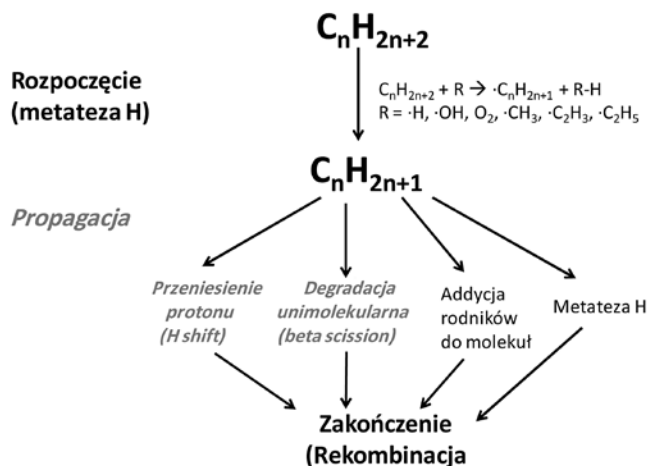 CₙH₂ₙ₊₂
Rozpoczęcie
(metateza H)
CₙH₂ₙ₊₂ + R → ·CₙH₂ₙ₊₁ + R-H
R = ·H, ·OH, O₂, ·CH₃, ·C₂H₃, ·C₂H₅
CₙH₂ₙ₊₁
Propagacja
Przeniesienie
protonu
(H shift)
Degradacja
unimolekularna
(beta scission)
Addycja
rodników
do molekuł
Metateza H
Zakończenie
(Rekombinacja